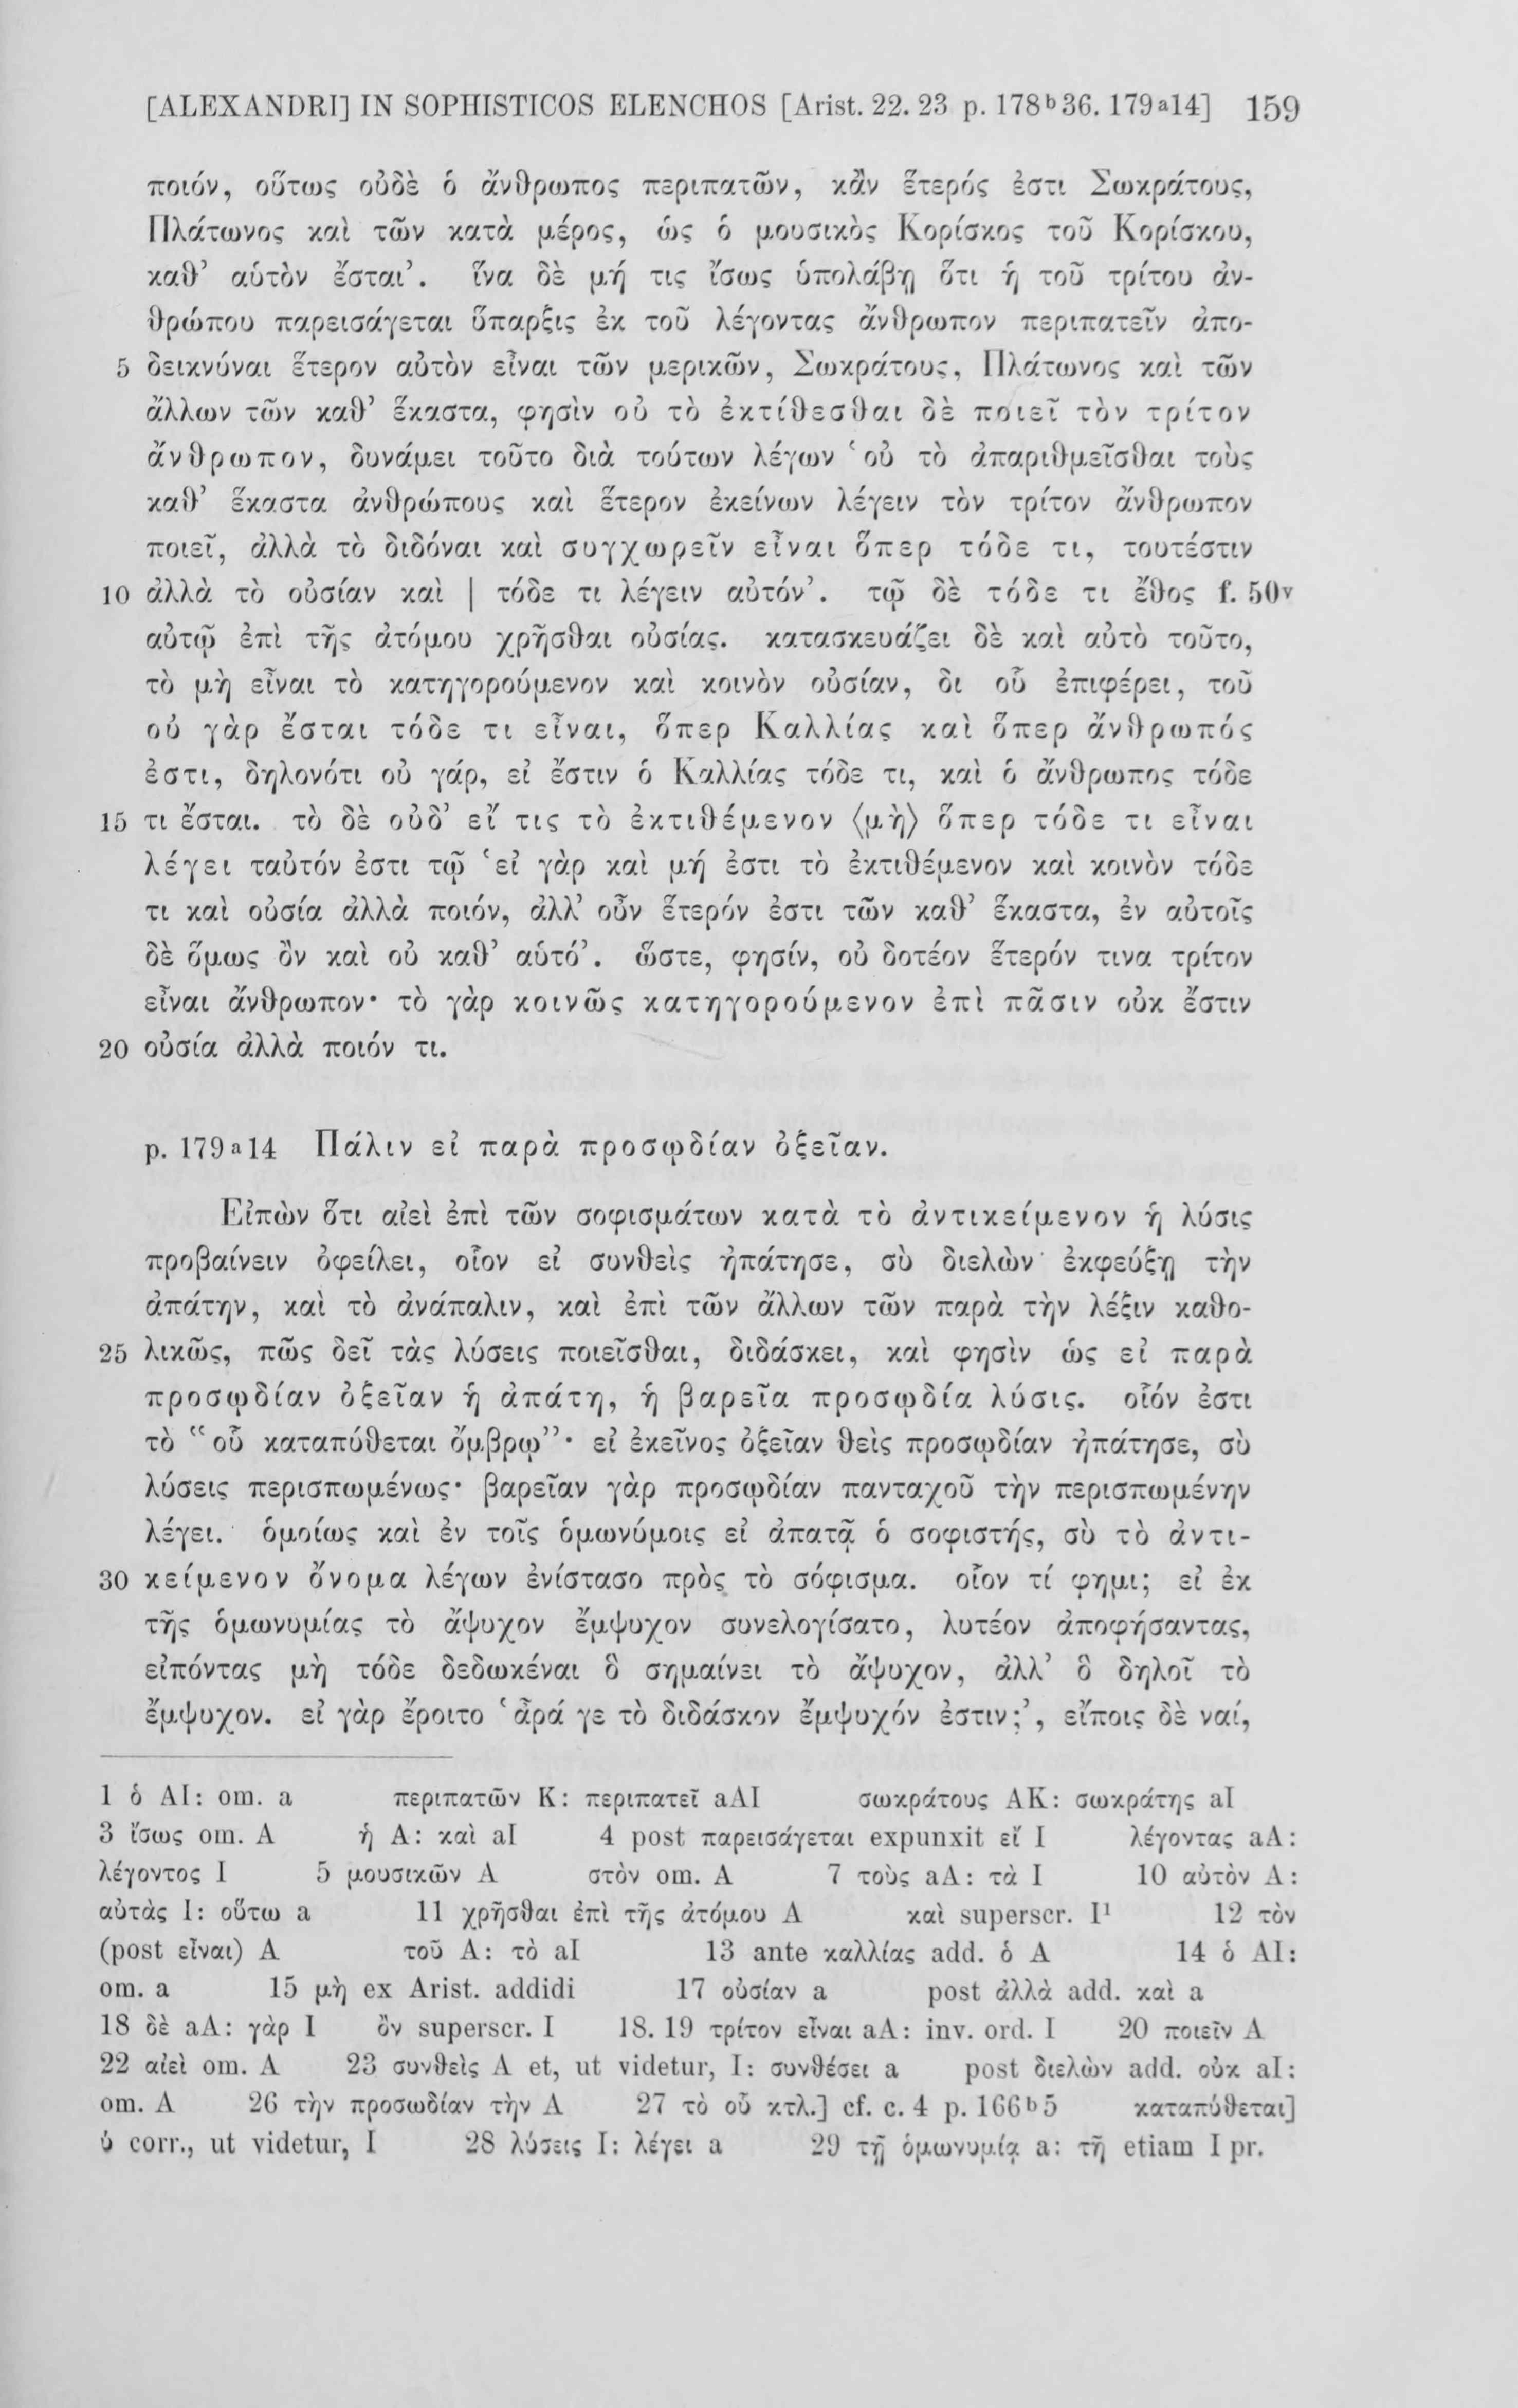 [ALEXANDRI] IN SOPHISTICOS ELENCHOS [Arist. 22. 23 p. 178b36. 179a14] 159
ποιόν, οὕτως οὐδὲ ὁ ἄνθρωπος περιπατῶν, κἂν ἕτερός ἐστι Σωκράτους,
Πλάτωνος καὶ τῶν κατὰ μέρος, ὡς ὁ μουσικὸς Κορίσκος τοῦ Κορίσκου,
καθ’ αὑτὸν ἔσται’. ἵνα δὲ μή τις ἴσως ὑπολάβῃ ὅτι ἡ τοῦ τρίτου ἀν-
θρώπου παρεισάγεται ὕπαρξις ἐκ τοῦ λέγοντας ἄνθρωπον περιπατεῖν ἀπο-
5 δεικνύναι ἕτερον αὐτὸν εἶναι τῶν μερικῶν, Σωκράτους, Πλάτωνος καὶ τῶν
ἄλλων τῶν καθ’ ἕκαστα, φησὶν οὐ τὸ ἐκτίθεσθαι δὲ ποιεῖ τὸν τρίτον
ἄνθρωπον, δυνάμει τοῦτο διὰ τούτων λέγων ‘οὐ τὸ ἀπαριθμεῖσθαι τοὺς
καθ’ ἕκαστα ἀνθρώπους καὶ ἕτερον ἐκείνων λέγειν τὸν τρίτον ἄνθρωπον
ποιεῖ, ἀλλὰ τὸ διδόναι καὶ συγχωρεῖν εἶναι ὅπερ τόδε τι, τουτέστιν
10 ἀλλὰ τὸ οὐσίαν καὶ | τόδε τι λέγειν αὐτόν’. τῷ δὲ τόδε τι ἔθος f. 50v
αὐτῷ ἐπὶ τῆς ἀτόμου χρῆσθαι οὐσίας. κατασκευάζει δὲ καὶ αὐτὸ τοῦτο,
τὸ μὴ εἶναι τὸ κατηγορούμενον καὶ κοινὸν οὐσίαν, δι οὗ ἐπιφέρει, τοῦ
οὐ γὰρ ἔσται τόδε τι εἶναι, ὅπερ Καλλίας καὶ ὅπερ ἄνθρωπός
ἐστι, δηλονότι οὐ γάρ, εἰ ἔστιν ὁ Καλλίας τόδε τι, καὶ ὁ ἄνθρωπος τόδε
15 τι ἔσται. τὸ δὲ οὐδ’ εἴ τις τὸ ἐκτιθέμενον ⟨μὴ⟩ ὅπερ τόδε τι εἶναι
λέγει ταὐτόν ἐστι τῷ ‘εἰ γὰρ καὶ μή ἐστι τὸ ἐκτιθέμενον καὶ κοινὸν τόδε
τι καὶ οὐσία ἀλλὰ ποιόν, ἀλλ’ οὖν ἕτερόν ἐστι τῶν καθ’ ἕκαστα, ἐν αὐτοῖς
δὲ ὅμως ὂν καὶ οὐ καθ’ αὑτό’. ὥστε, φησίν, οὐ δοτέον ἕτερόν τινα τρίτον
εἶναι ἄνθρωπον· τὸ γὰρ κοινῶς κατηγορούμενον ἐπὶ πᾶσιν οὐκ ἔστιν
20 οὐσία ἀλλὰ ποιόν τι.
p. 179a14 Πάλιν εἰ παρὰ προσῳδίαν ὀξεῖαν.
Εἰπὼν ὅτι αἰεὶ ἐπὶ τῶν σοφισμάτων κατὰ τὸ ἀντικείμενον ἡ λύσις
προβαίνειν ὀφείλει, οἷον εἰ συνθεὶς ἠπάτησε, σὺ διελὼν ἐκφεύξῃ τὴν
ἀπάτην, καὶ τὸ ἀνάπαλιν, καὶ ἐπὶ τῶν ἄλλων τῶν παρὰ τὴν λέξιν καθο-
25 λικῶς, πῶς δεῖ τὰς λύσεις ποιεῖσθαι, διδάσκει, καὶ φησὶν ὡς εἰ παρὰ
προσῳδίαν ὀξεῖαν ἡ ἀπάτη, ἡ βαρεῖα προσῳδία λύσις. οἷόν ἐστι
τὸ “οὗ καταπύθεται ὄμβρῳ”· εἰ ἐκεῖνος ὀξεῖαν θεὶς προσῳδίαν ἠπάτησε, σὺ
λύσεις περισπωμένως· βαρεῖαν γὰρ προσῳδίαν πανταχοῦ τὴν περισπωμένην
λέγει. ὁμοίως καὶ ἐν τοῖς ὁμωνύμοις εἰ ἀπατᾷ ὁ σοφιστής, σὺ τὸ ἀντι-
30 κείμενον ὄνομα λέγων ἐνίστασο πρὸς τὸ σόφισμα. οἷον τί φημι; εἰ ἐκ
τῆς ὁμωνυμίας τὸ ἄψυχον ἔμψυχον συνελογίσατο, λυτέον ἀποφήσαντας,
εἰπόντας μὴ τόδε δεδωκέναι ὃ σημαίνει τὸ ἄψυχον, ἀλλ’ ὃ δηλοῖ τὸ
ἔμψυχον. εἰ γὰρ ἔροιτο ‘ἆρά γε τὸ διδάσκον ἔμψυχόν ἐστιν;’, εἴποις δὲ ναί,
1 ὁ AI: om. a περιπατῶν K: περιπατεῖ aAI σωκράτους AK: σωκράτης aI
3 ἴσως om. A ἡ A: καὶ aI 4 post παρεισάγεται expunxit εἴ I λέγοντας aA:
λέγοντος I 5 μουσικῶν A στὸν om. A 7 τοὺς aA: τὰ I 10 αὐτὸν A:
αὐτὰς I: οὕτω a 11 χρῆσθαι ἐπὶ τῆς ἀτόμου A καὶ superscr. I1 12 τὸν
(post εἶναι) A τοῦ A: τὸ aI 13 ante καλλίας add. ὁ A 14 ὁ AI:
om. a 15 μὴ ex Arist. addidi 17 οὐσίαν a post ἀλλὰ add. καὶ a
18 δὲ aA: γὰρ I ὂν superscr. I 18. 19 τρίτον εἶναι aA: inv. ord. I 20 ποιεῖν A
22 αἰεὶ om. A 23 συνθεὶς A et, ut videtur, I: συνθέσει a post διελὼν add. οὐκ aI:
om. A 26 τὴν προσωδίαν τὴν A 27 τὸ οὗ κτλ.] cf. c. 4 p. 166b5 καταπύθεται]
ύ corr., ut videtur, I 28 λύσεις I: λέγει a 29 τῇ ὁμωνυμίᾳ a: τῇ etiam I pr.